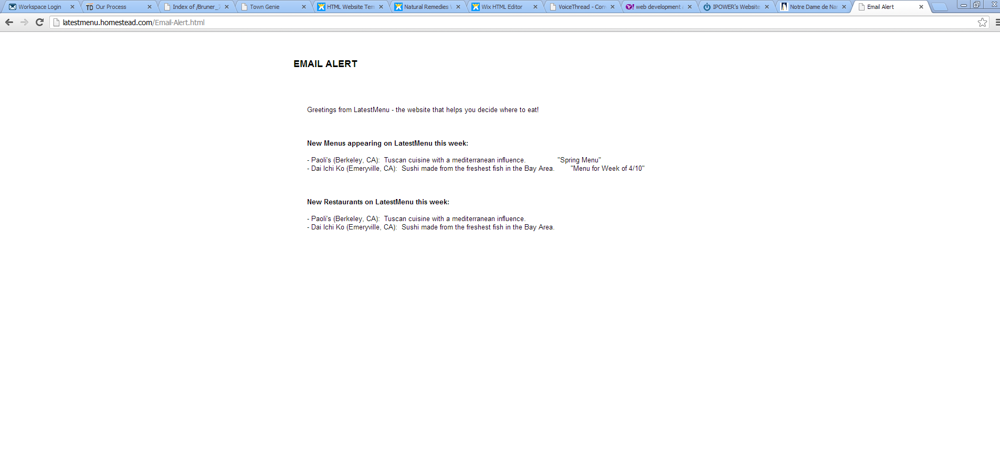 Workspace Login
Our Process
Index of /Bruner_
Town Genie
HTML Website Tem
Natural Remedies
Wix HTML Editor
VoiceThread - Con
web development
IPOWER's Website
Notre Dame de Na
Email Alert
latestmenu.homestead.com/Email-Alert.html
EMAIL ALERT
Greetings from LatestMenu - the website that helps you decide where to eat!
New Menus appearing on LatestMenu this week:
- Paoli's (Berkeley, CA):  Tuscan cuisine with a mediterranean influence. "Spring Menu"
- Dai Ichi Ko (Emeryville, CA):  Sushi made from the freshest fish in the Bay Area. "Menu for Week of 4/10"
New Restaurants on LatestMenu this week:
- Paoli's (Berkeley, CA):  Tuscan cuisine with a mediterranean influence.
- Dai Ichi Ko (Emeryville, CA):  Sushi made from the freshest fish in the Bay Area.